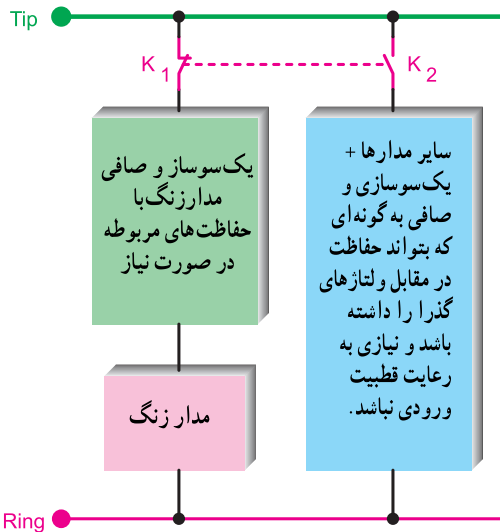 Tip
K 1
K 2
یک‌سوساز و صافی
مدارزنگ‌با
حفاظت‌های مربوطه
در صورت نیاز
سایر مدارها +
یک‌سوسازی و
صافی به گونه‌ای
که بتواند حفاظت
در مقابل ولتاژهای
گذرا را داشته
باشد و نیازی به
رعایت قطبیت
ورودی نباشد.
مدار زنگ
Ring